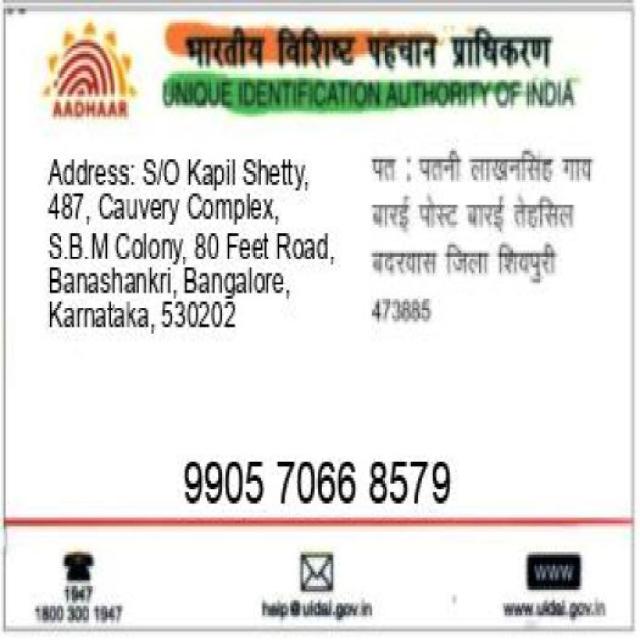 भारतीय विशिष्ट पहचान प्राधिकरण
UNIQUE IDENTIFICATION AUTHORITY OF INDIA
AADHAAR
Address: S/O Kapil Shetty,
487, Cauvery Complex,
S.B.M Colony, 80 Feet Road,
Banashankri, Bangalore,
Karnataka, 530202
पत : पतनी लाखनसिंह गाव
बारई पोस्ट बारई तेहसिल
बदरवास जिला शिवपुरी
473885
9905 7066 8579
1947
1800 300 1947
help@uidai.gov.in
WWW
www.uidai.gov.in